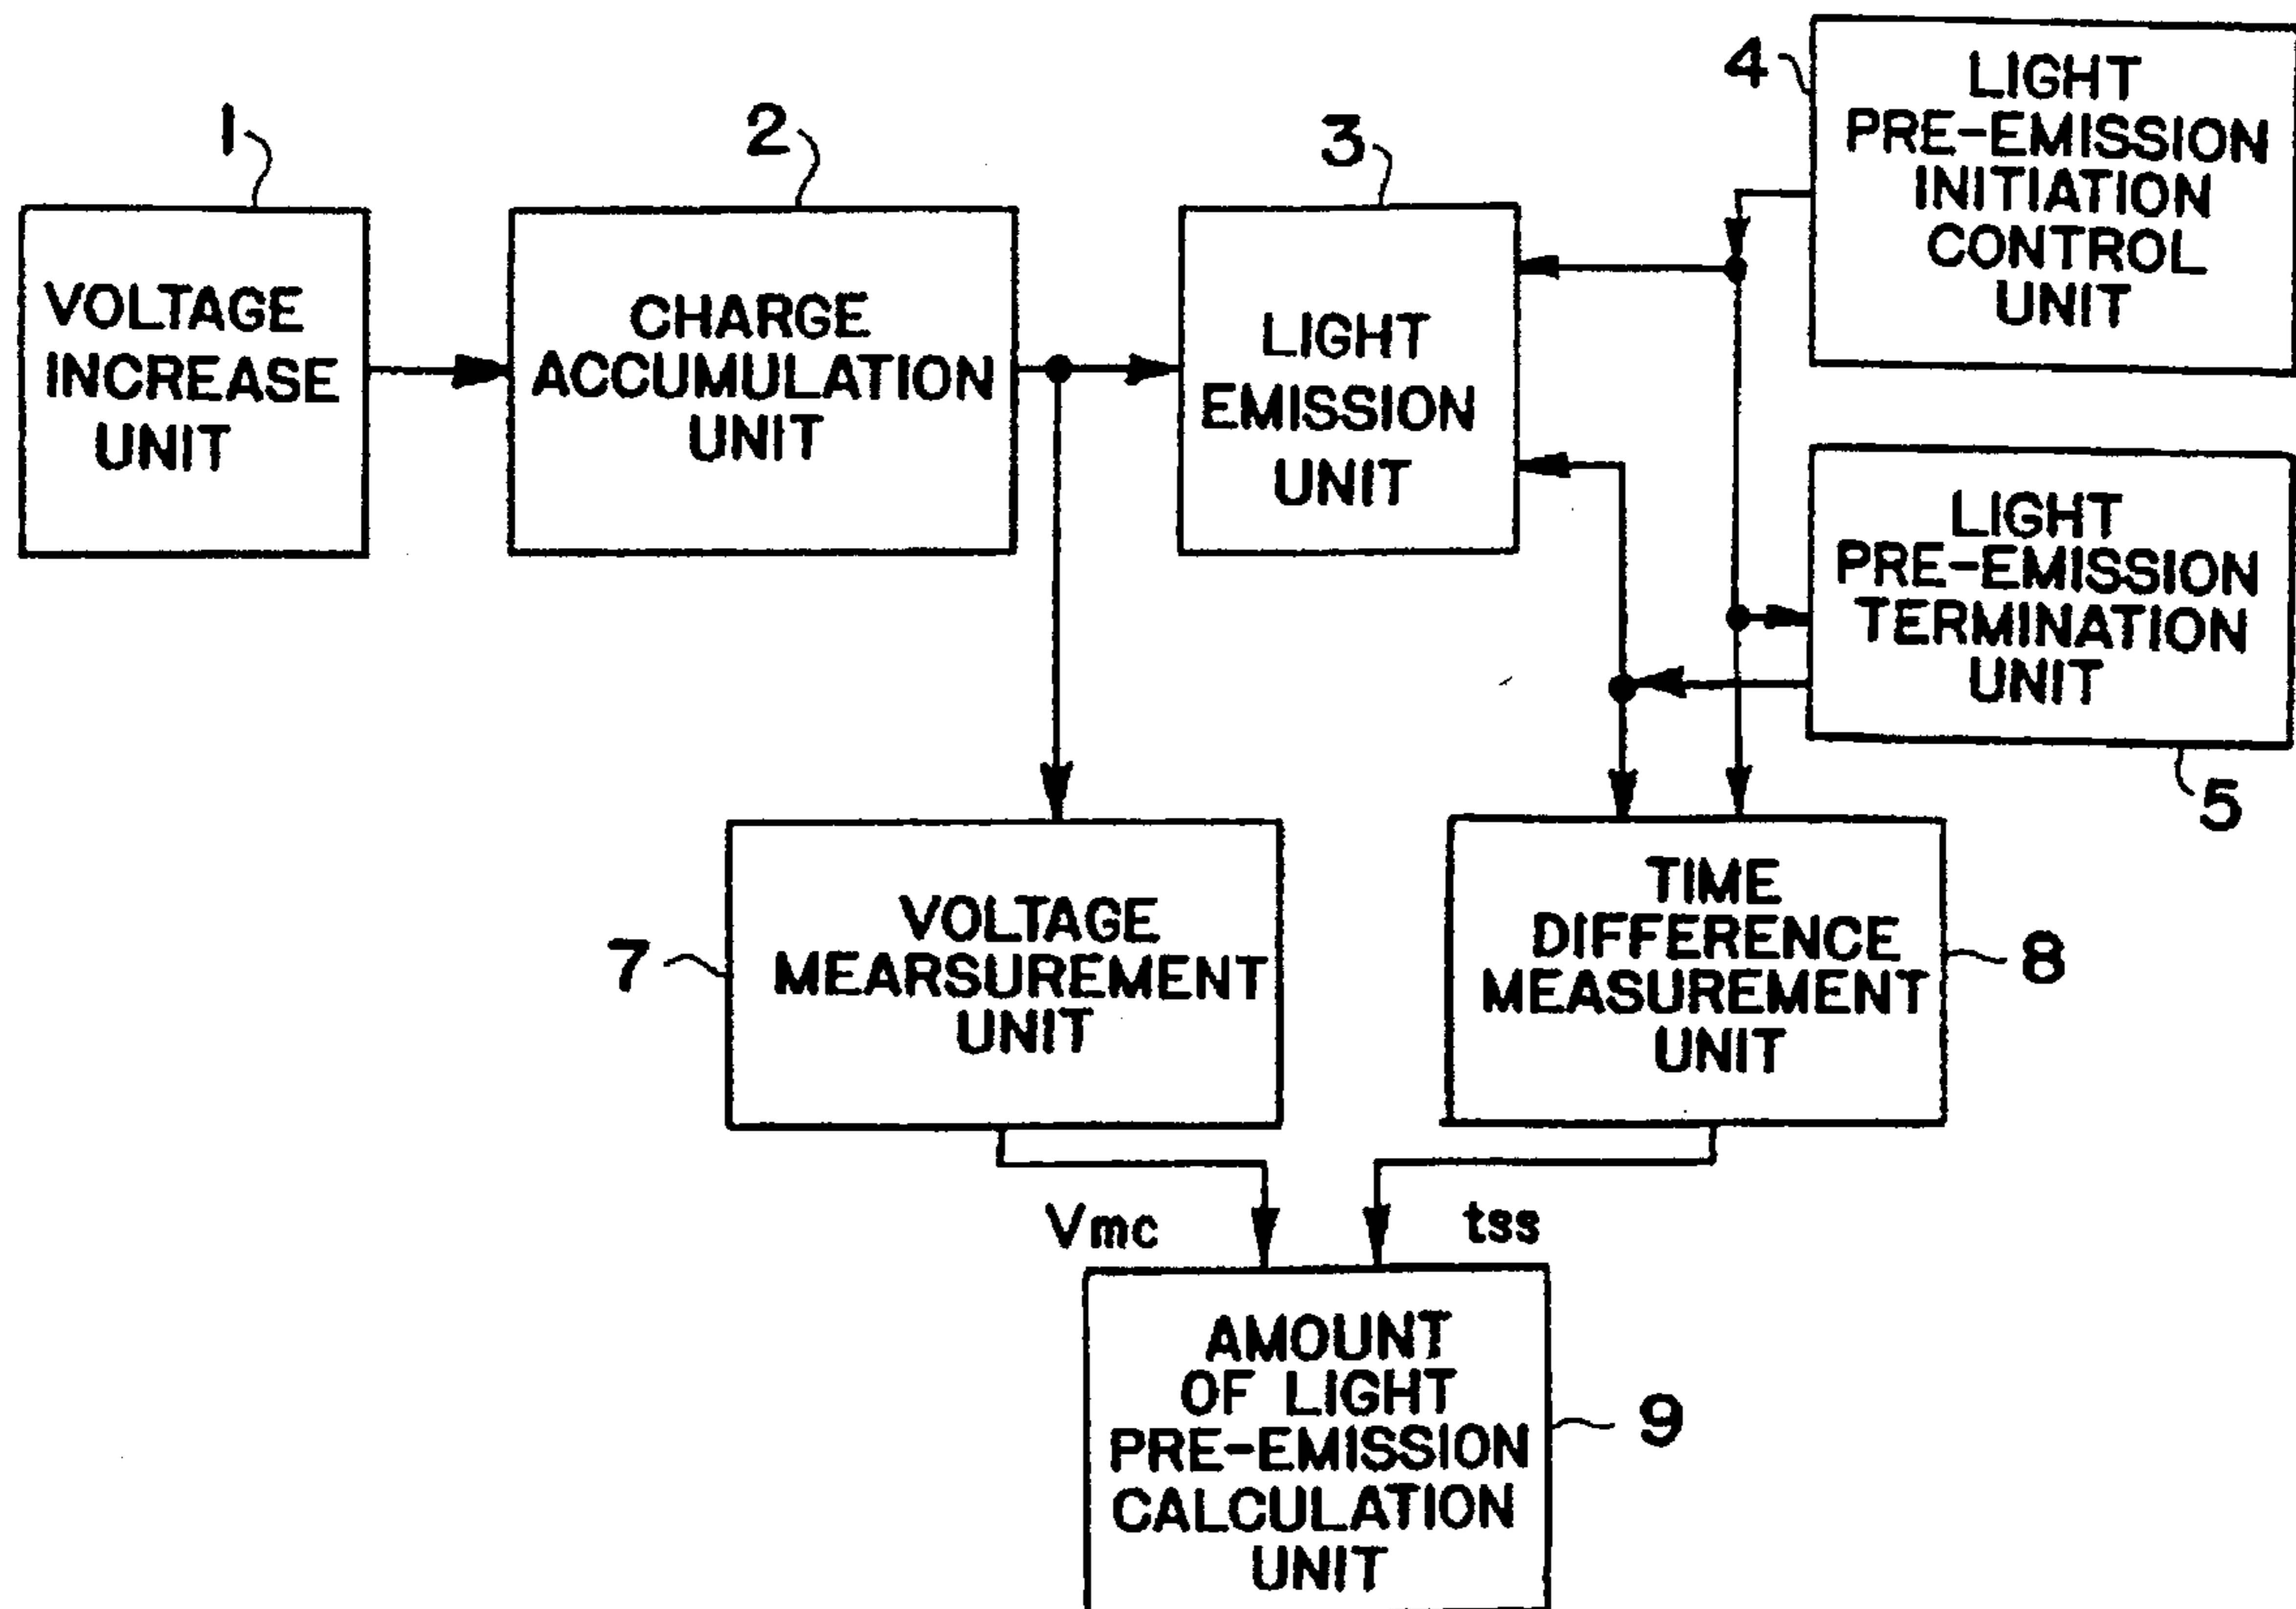 1
VOLTAGE
INCREASE
UNIT
2
CHARGE
ACCUMULATION
UNIT
3
LIGHT
EMISSION
UNIT
4
LIGHT
PRE-EMISSION
INITIATION
CONTROL
UNIT
LIGHT
PRE-EMISSION
TERMINATION
UNIT
5
7
VOLTAGE
MEARSUREMENT
UNIT
TIME
DIFFERENCE
MEASUREMENT
UNIT
8
Vmc
tss
AMOUNT
OF LIGHT
PRE-EMISSION
CALCULATION
UNIT
9